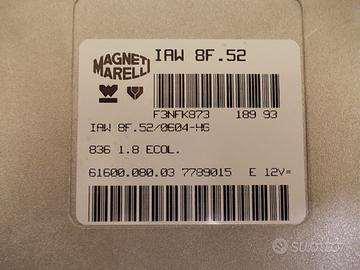 MAGNETI
MARELLI
IAW 8F.52
F3NFK873 189 93
IAW 8F.52/0604-HG
836 1.8 ECOL.
61600.080.03 7789015 E 12V=
subito